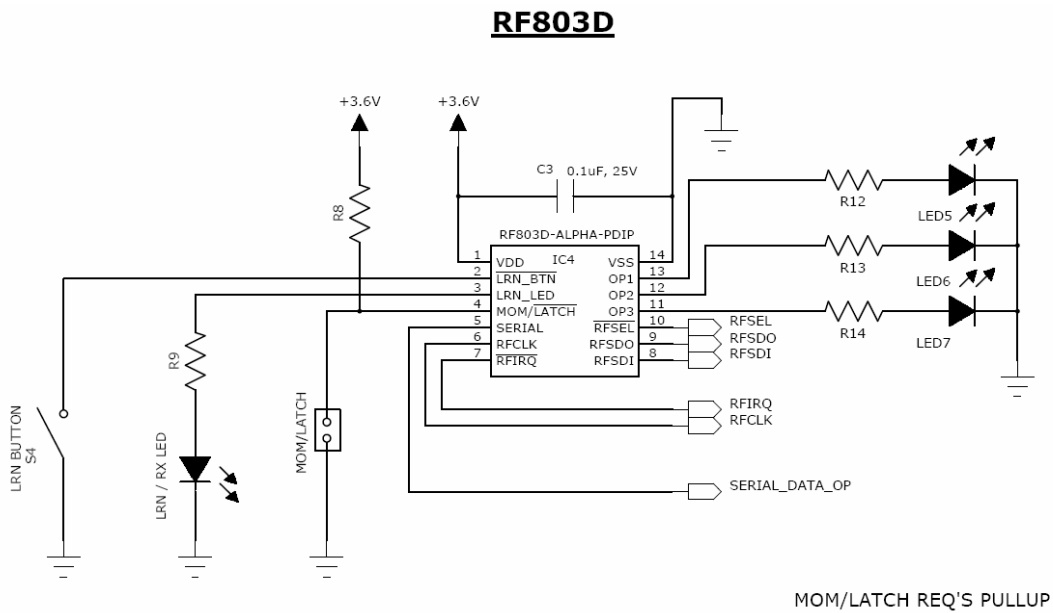 RF803D
+3.6V
+3.6V
C3 0.1uF, 25V
R8
RF803D-ALPHA-PDIP
IC4
1 VDD
2 LRN_BTN
3 LRN_LED
4 MOM/LATCH
5 SERIAL
6 RFCLK
7 RFIRQ
VSS 14
OP1 13
OP2 12
OP3 11
RFSEL 10
RFSDO 9
RFSDI 8
R12
LED5
R13
LED6
R14
LED7
RFSEL
RFSDO
RFSDI
RFIRQ
RFCLK
SERIAL_DATA_OP
LRN BUTTON
S4
R9
LRN / RX LED
MOM/LATCH
MOM/LATCH REQ'S PULLUP